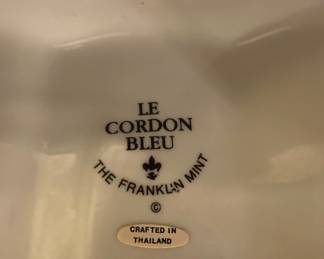 LE
CORDON
BLEU
THE FRANKLIN MINT
©
CRAFTED IN
THAILAND